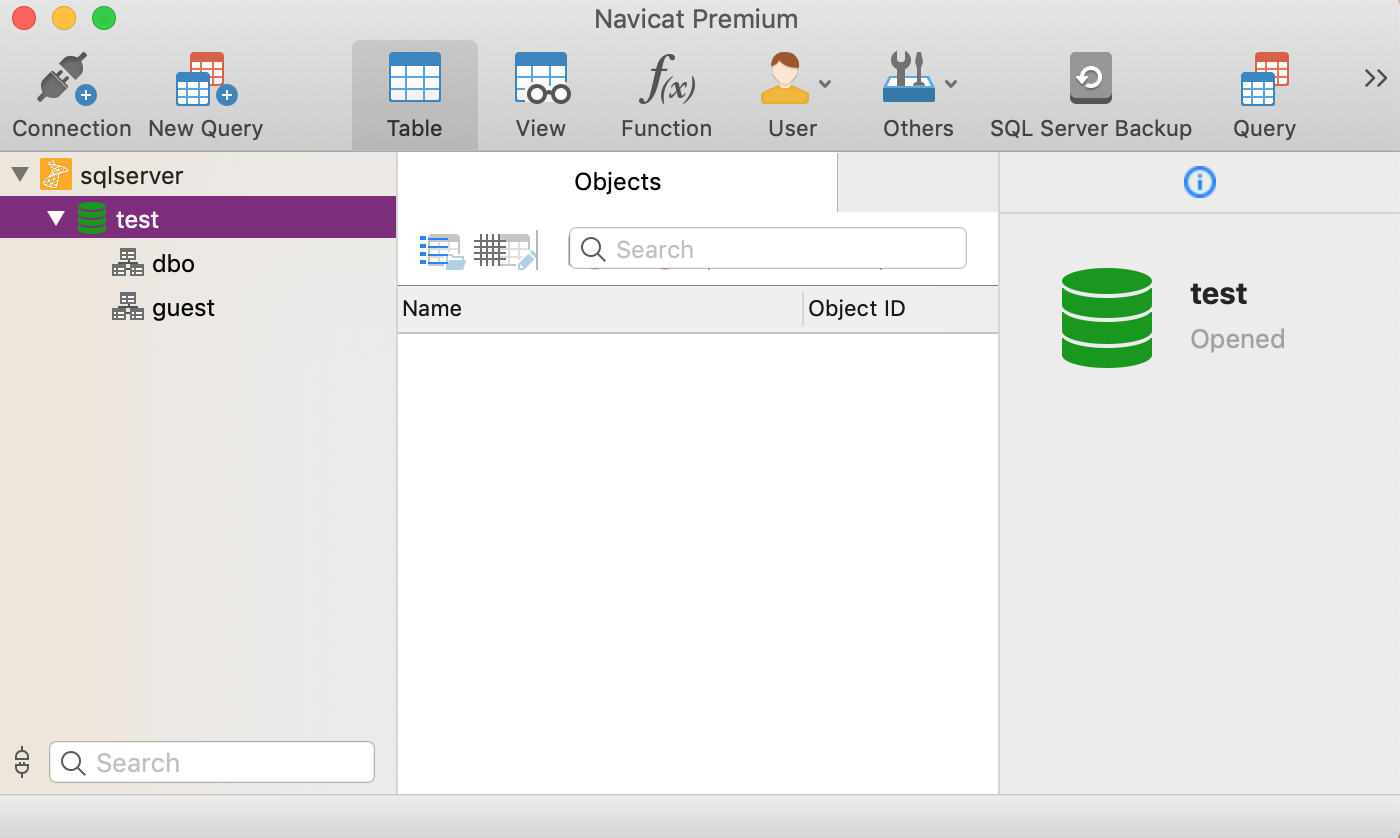 Navicat Premium
Connection New Query Table View Function User Others SQL Server Backup Query
sqlserver
test
dbo
guest
Search
Objects
Search
Name Object ID
test
Opened